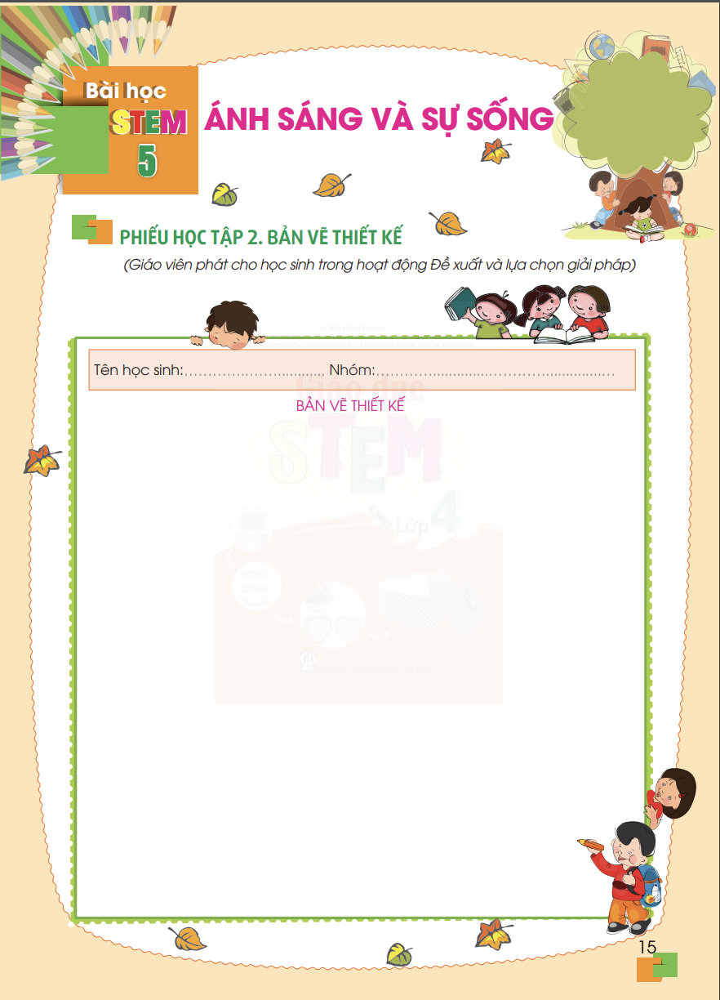 Bài học
STEM
5
ÁNH SÁNG VÀ SỰ SỐNG
PHIẾU HỌC TẬP 2. BẢN VẼ THIẾT KẾ
(Giáo viên phát cho học sinh trong hoạt động Đề xuất và lựa chọn giải pháp)
Tên học sinh:.............................. Nhóm:...................................................
BẢN VẼ THIẾT KẾ
Giáo dục
STEM
Lớp 4
15